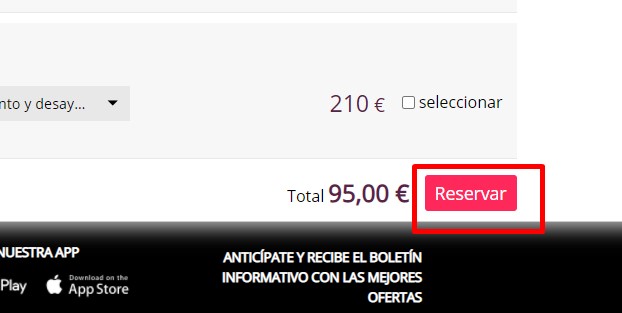 nto y desay...
210 €
seleccionar
Total 95,00 €
Reservar
NUESTRA APP
Play
Download on the
App Store
ANTICÍPATE Y RECIBE EL BOLETÍN
INFORMATIVO CON LAS MEJORES
OFERTAS